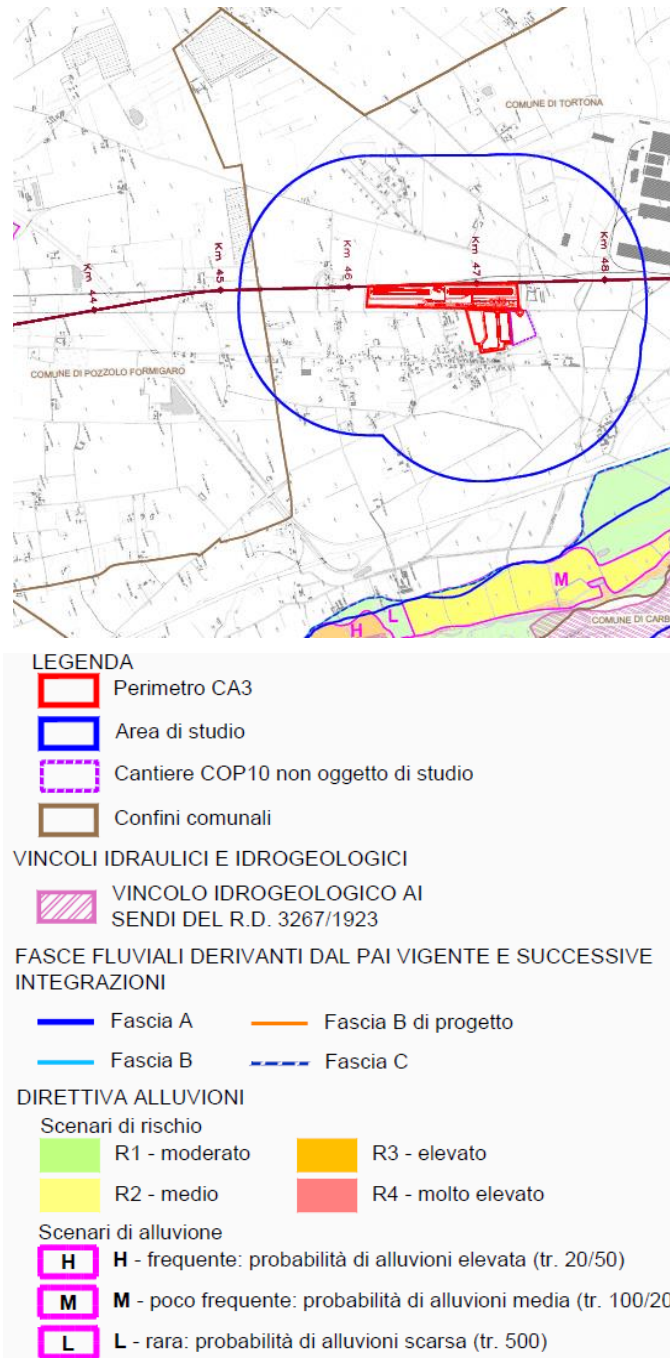 COMUNE DI TORTONA
Km 44
Km 45
Km 46
Km 47
Km 48
COMUNE DI POZZOLO FORMIGARO
M
L
H
COMUNE DI CARB
LEGENDA
Perimetro CA3
Area di studio
Cantiere COP10 non oggetto di studio
Confini comunali
VINCOLI IDRAULICI E IDROGEOLOGICI
VINCOLO IDROGEOLOGICO AI
SENDI DEL R.D. 3267/1923
FASCE FLUVIALI DERIVANTI DAL PAI VIGENTE E SUCCESSIVE
INTEGRAZIONI
Fascia A Fascia B di progetto
Fascia B Fascia C
DIRETTIVA ALLUVIONI
Scenari di rischio
R1 - moderato R3 - elevato
R2 - medio R4 - molto elevato
Scenari di alluvione
H H - frequente: probabilità di alluvioni elevata (tr. 20/50)
M M - poco frequente: probabilità di alluvioni media (tr. 100/20
L L - rara: probabilità di alluvioni scarsa (tr. 500)